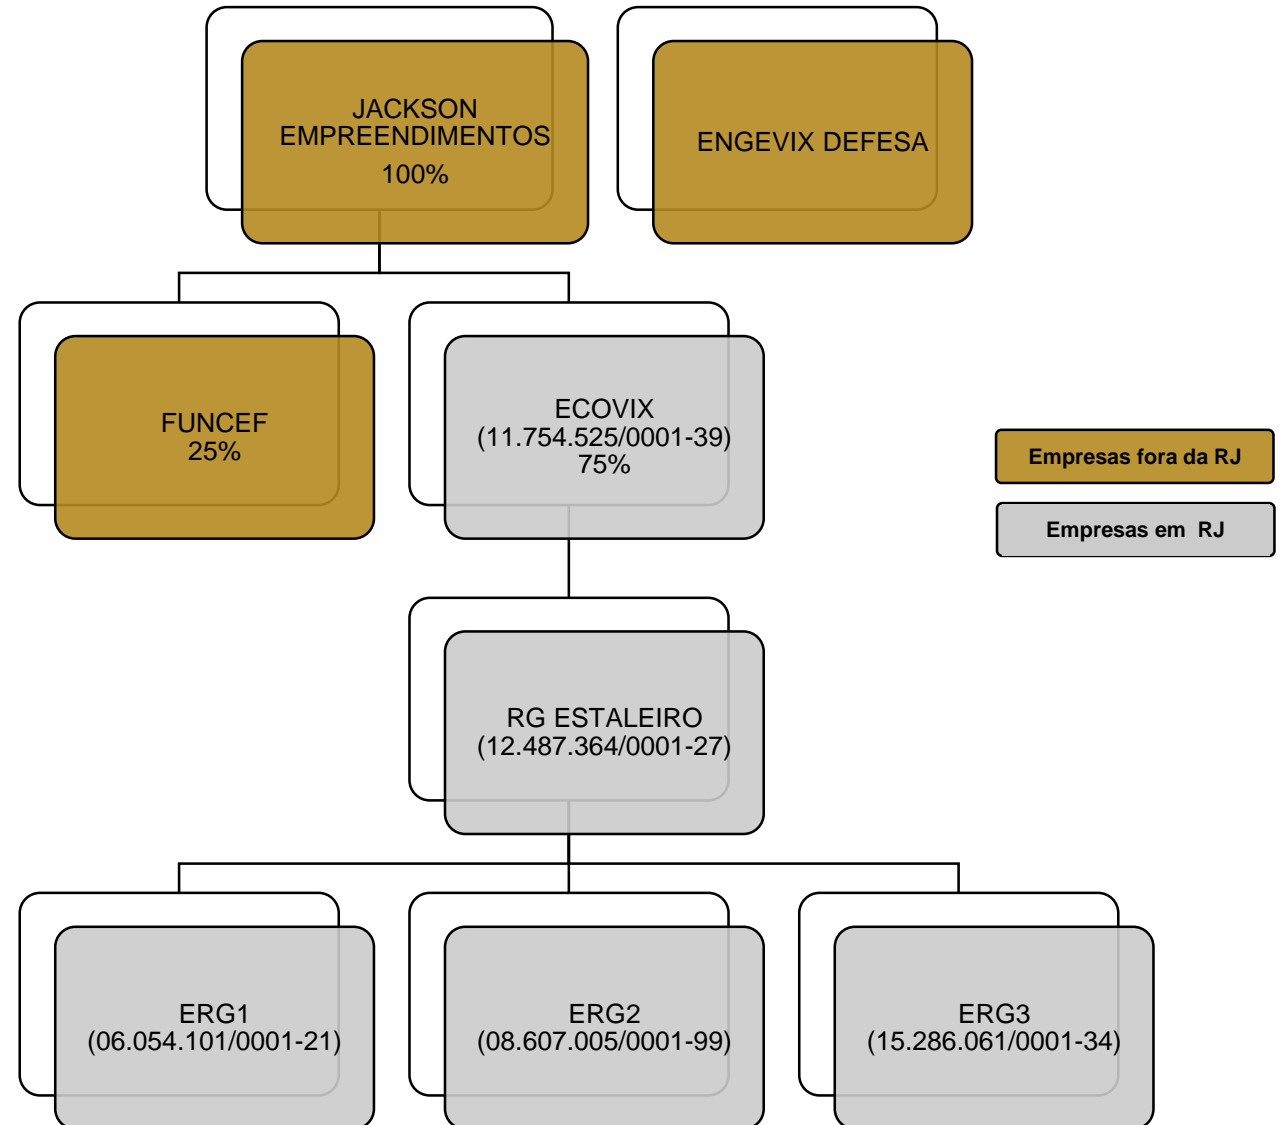 JACKSON
EMPREENDIMENTOS
100%
ENGEVIX DEFESA
FUNCEF
25%
ECOVIX
(11.754.525/0001-39)
75%
Empresas fora da RJ
Empresas em  RJ
RG ESTALEIRO
(12.487.364/0001-27)
ERG1
(06.054.101/0001-21)
ERG2
(08.607.005/0001-99)
ERG3
(15.286.061/0001-34)